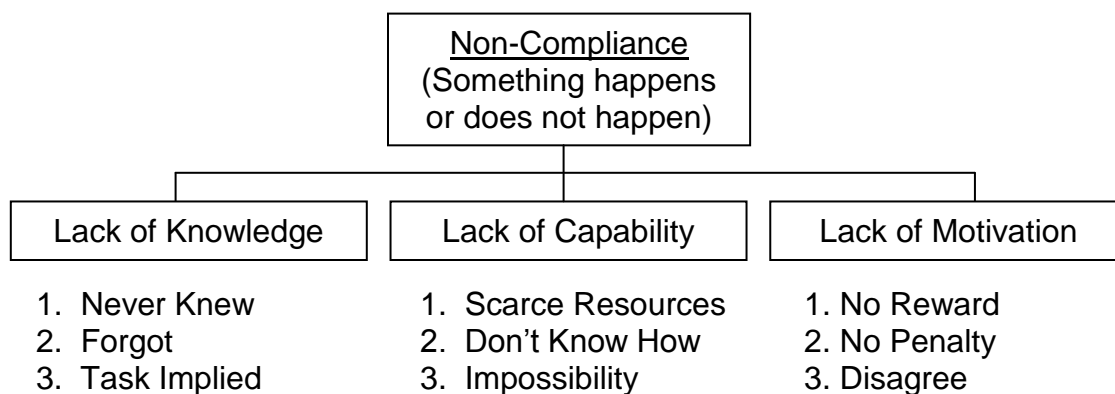 Non-Compliance
(Something happens
or does not happen)
Lack of Knowledge
Lack of Capability
Lack of Motivation
1. Never Knew
2. Forgot
3. Task Implied
1. Scarce Resources
2. Don’t Know How
3. Impossibility
1. No Reward
2. No Penalty
3. Disagree